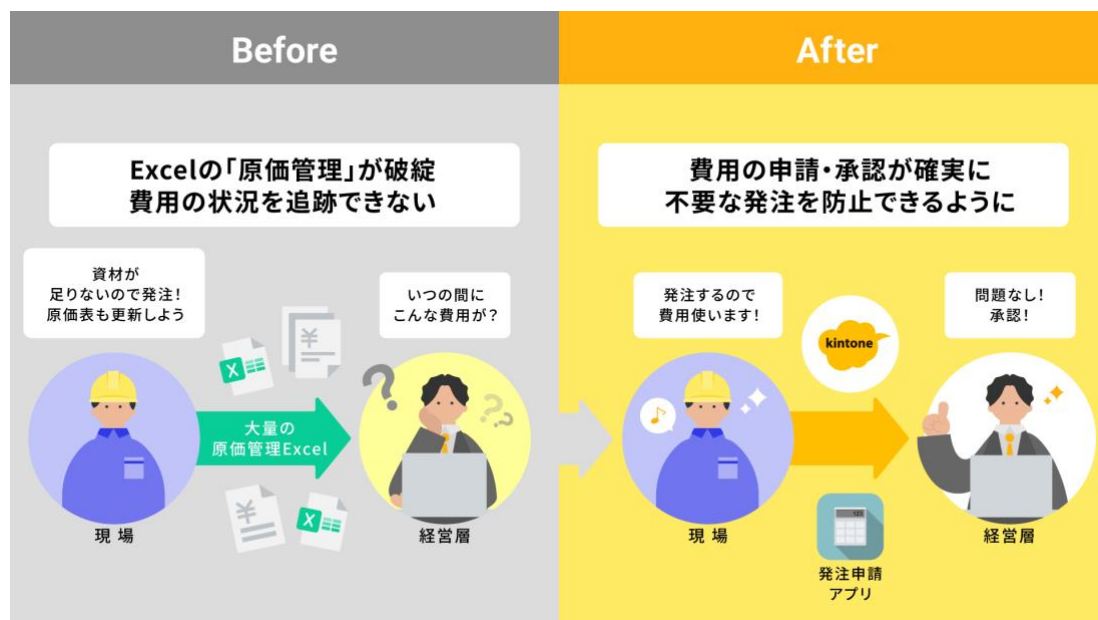 Before
Excelの「原価管理」が破綻
費用の状況を追跡できない
資材が
足りないので発注！
原価表も更新しよう
いつの間に
こんな費用が？
大量の
原価管理Excel
現場
経営層
After
費用の申請・承認が確実に
不要な発注を防止できるように
発注するので
費用使います！
kintone
問題なし！
承認！
現場
発注申請
アプリ
経営層